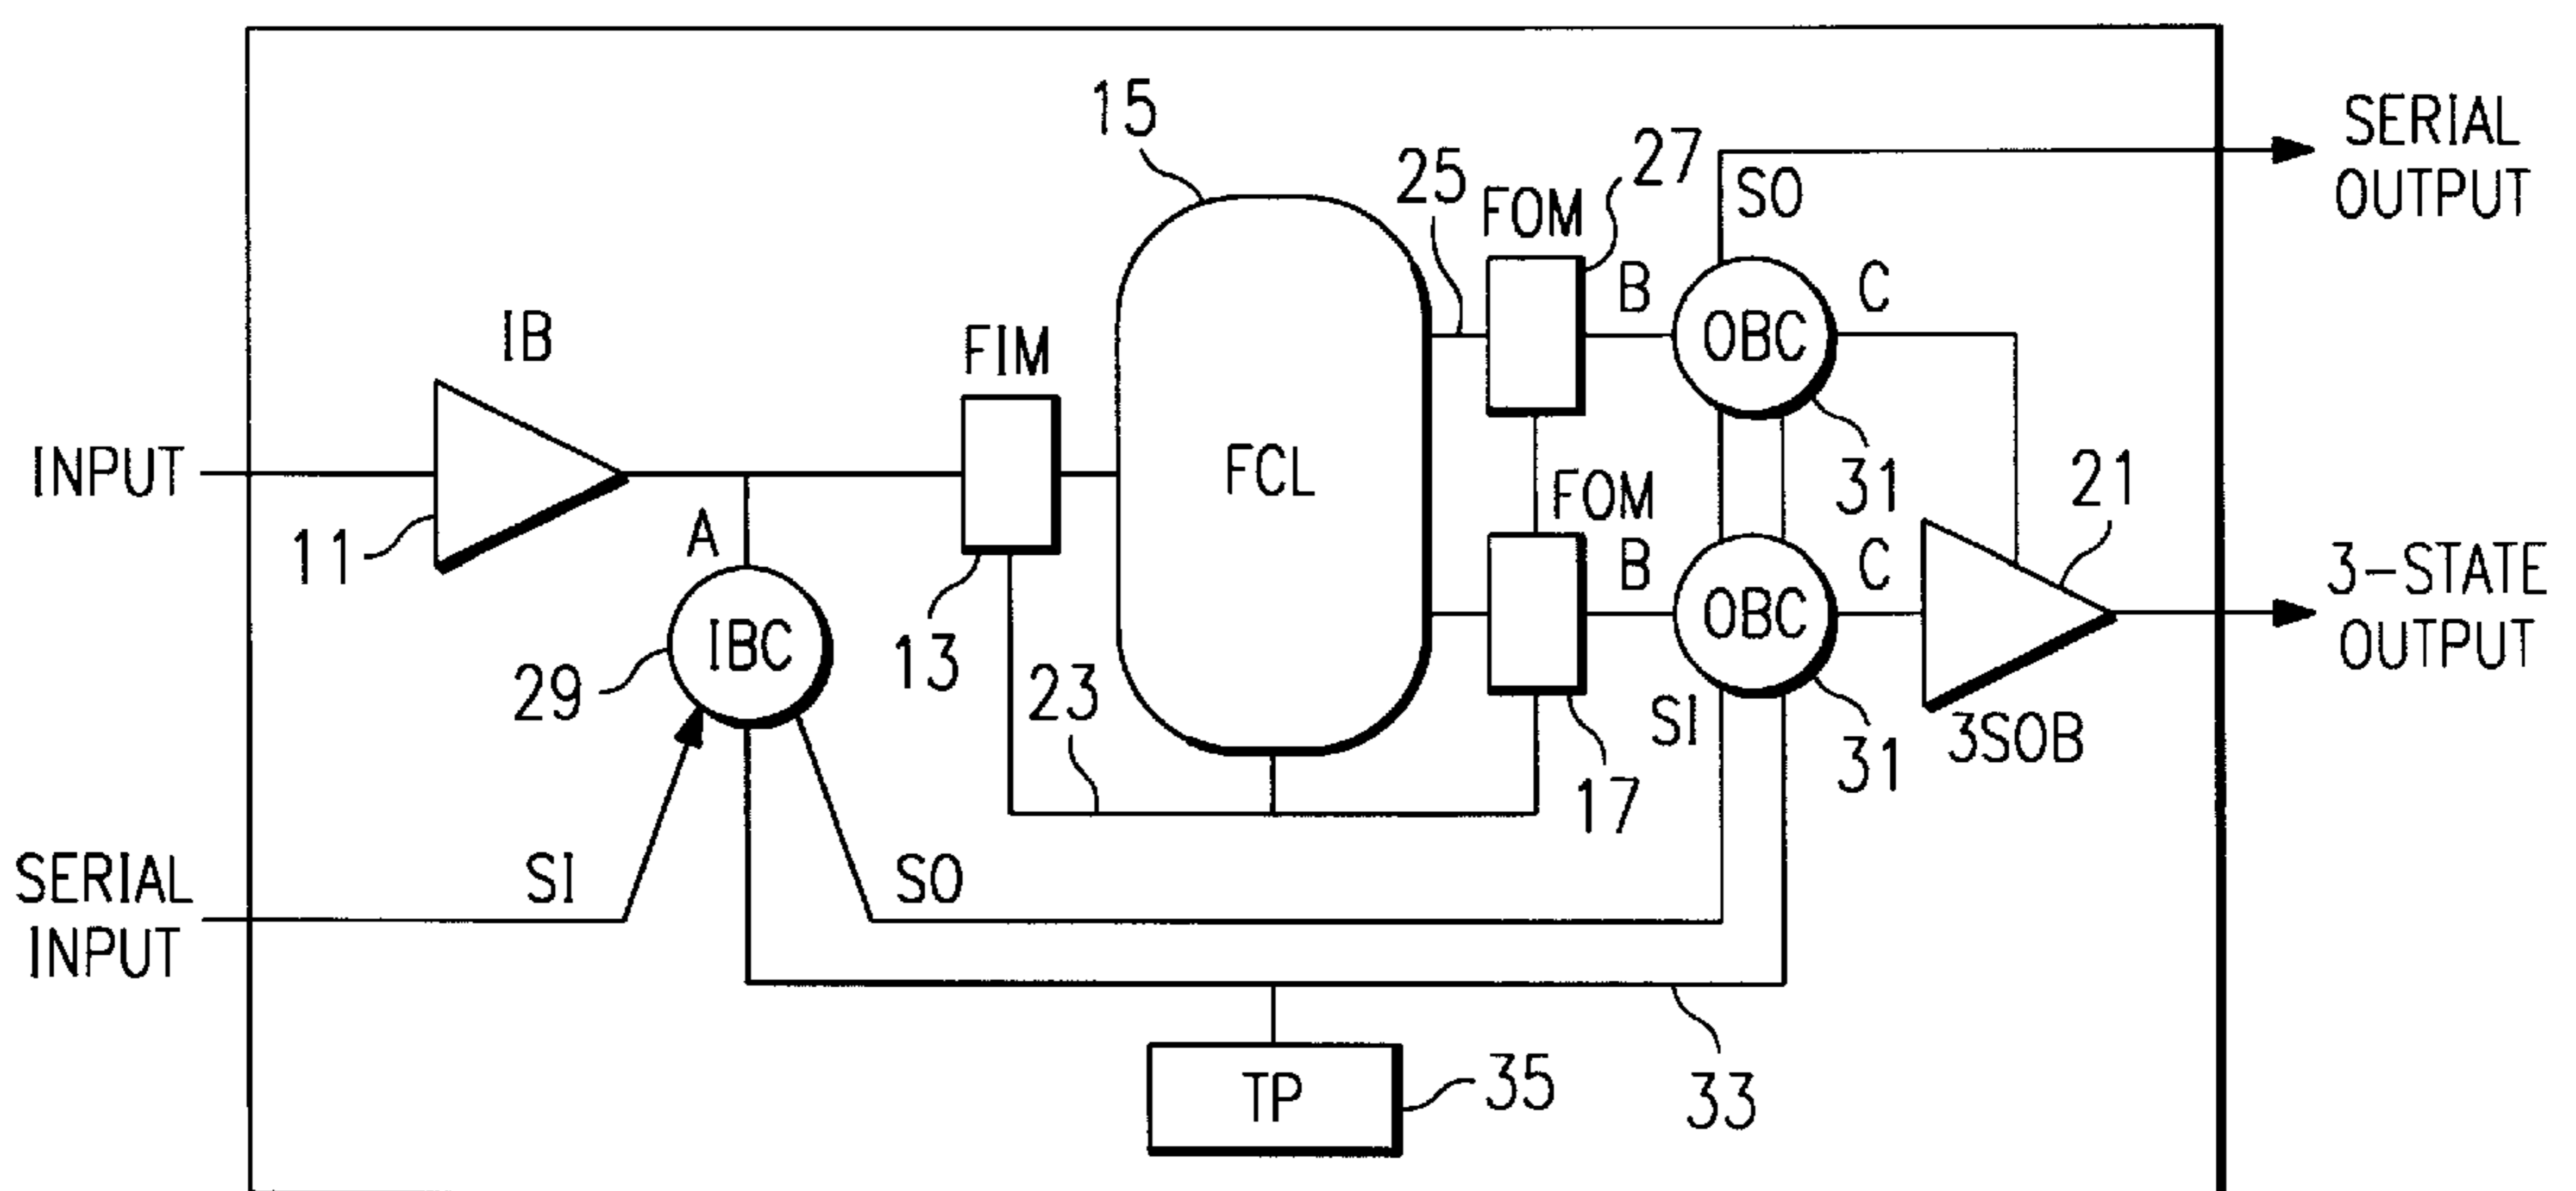 SERIAL
OUTPUT
15
27
25
FOM
SO
B
OBC
C
IB
FIM
INPUT
11
A
FCL
31
21
FOM
B
OBC
C
3-STATE
OUTPUT
IBC
29
13
23
SI
31
3SOB
17
SERIAL
INPUT
SI
SO
TP
35
33